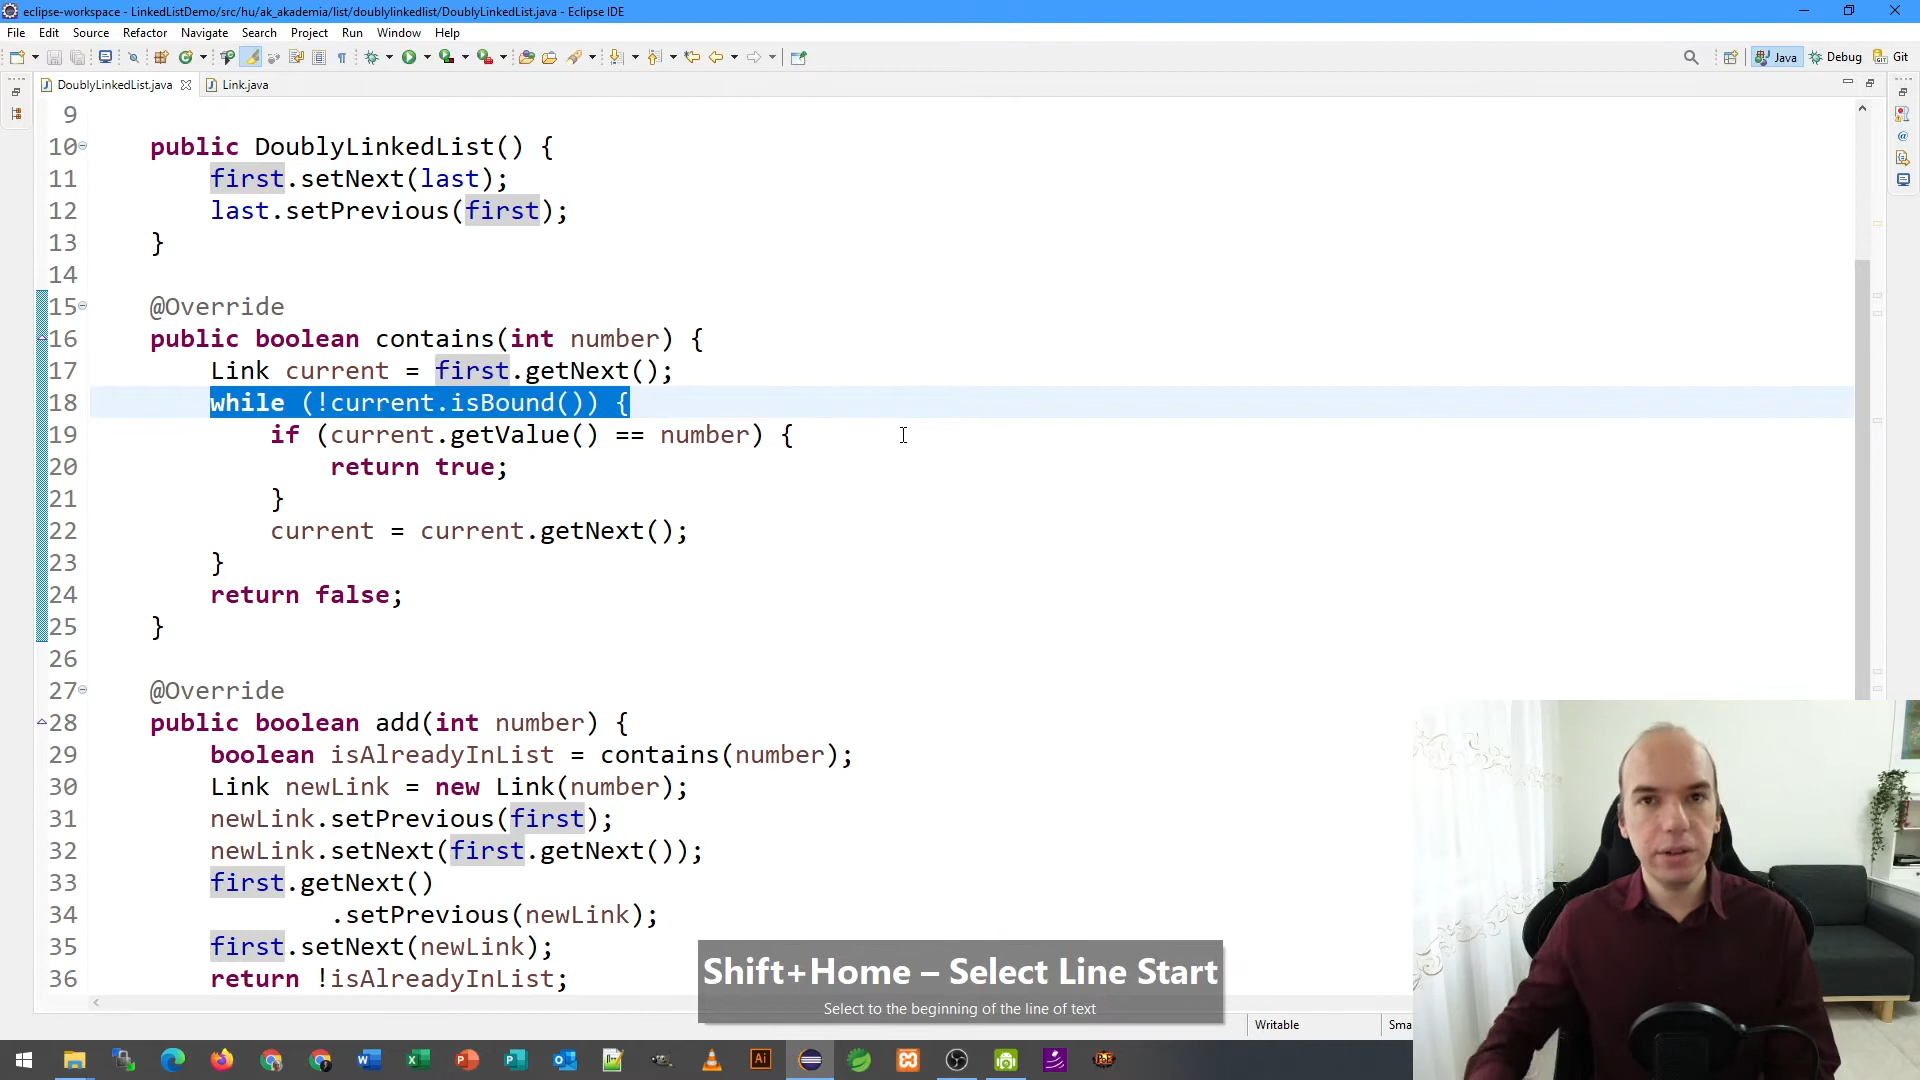 eclipse-workspace - LinkedListDemo/src/hu/ak_akademia/list/doublylinkedlist/DoublyLinkedList.java - Eclipse IDE
File Edit Source Refactor Navigate Search Project Run Window Help
Java Debug Git
DoublyLinkedList.java Link.java
9
10 public DoublyLinkedList() {
11 first.setNext(last);
12 last.setPrevious(first);
13 }
14
15 @Override
16 public boolean contains(int number) {
17 Link current = first.getNext();
18 while (!current.isBound()) {
19 if (current.getValue() == number) {
20 return true;
21 }
22 current = current.getNext();
23 }
24 return false;
25 }
26
27 @Override
28 public boolean add(int number) {
29 boolean isAlreadyInList = contains(number);
30 Link newLink = new Link(number);
31 newLink.setPrevious(first);
32 newLink.setNext(first.getNext());
33 first.getNext()
34 .setPrevious(newLink);
35 first.setNext(newLink);
36 return !isAlreadyInList;
Shift+Home – Select Line Start
Select to the beginning of the line of text
Writable Sma